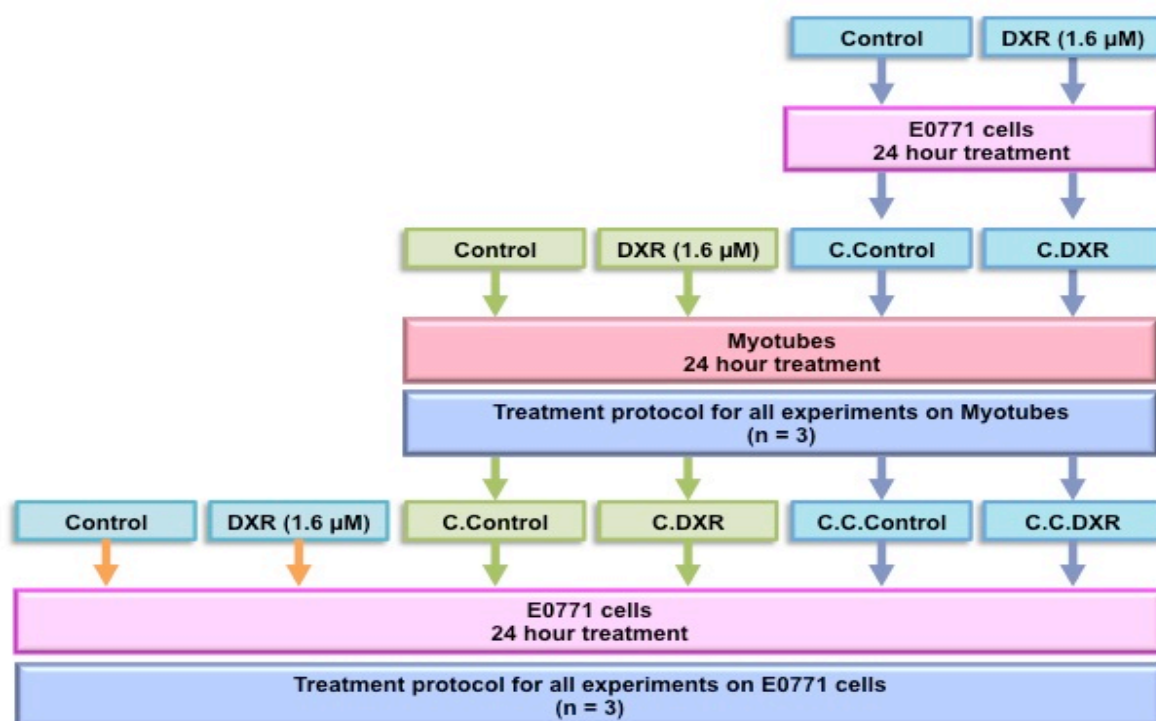 Control
DXR (1.6 µM)
E0771 cells
24 hour treatment
Control
DXR (1.6 µM)
C.Control
C.DXR
Myotubes
24 hour treatment
Treatment protocol for all experiments on Myotubes
(n = 3)
Control
DXR (1.6 µM)
C.Control
C.DXR
C.C.Control
C.C.DXR
E0771 cells
24 hour treatment
Treatment protocol for all experiments on E0771 cells
(n = 3)